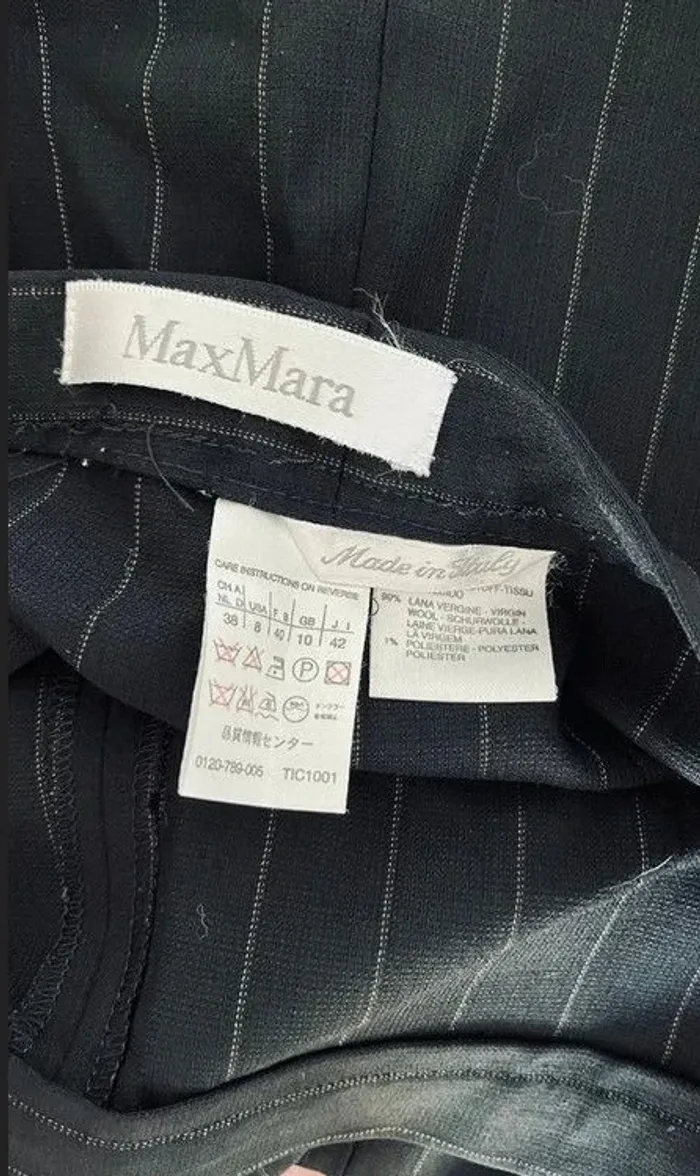 MaxMara
Made in Italy
CARE INSTRUCTIONS ON REVERSE
CH A
NL D USA F B GB J I
38 8 40 10 42
P
品質情報センター
0120-789-005 TIC1001
LANA VERGINE - VIRGIN
WOOL - SCHURWOLLE -
LAINE VIERGE-PURA LANA
LÃ VIRGEM
1% POLIESTERE - POLYESTER
POLIESTER